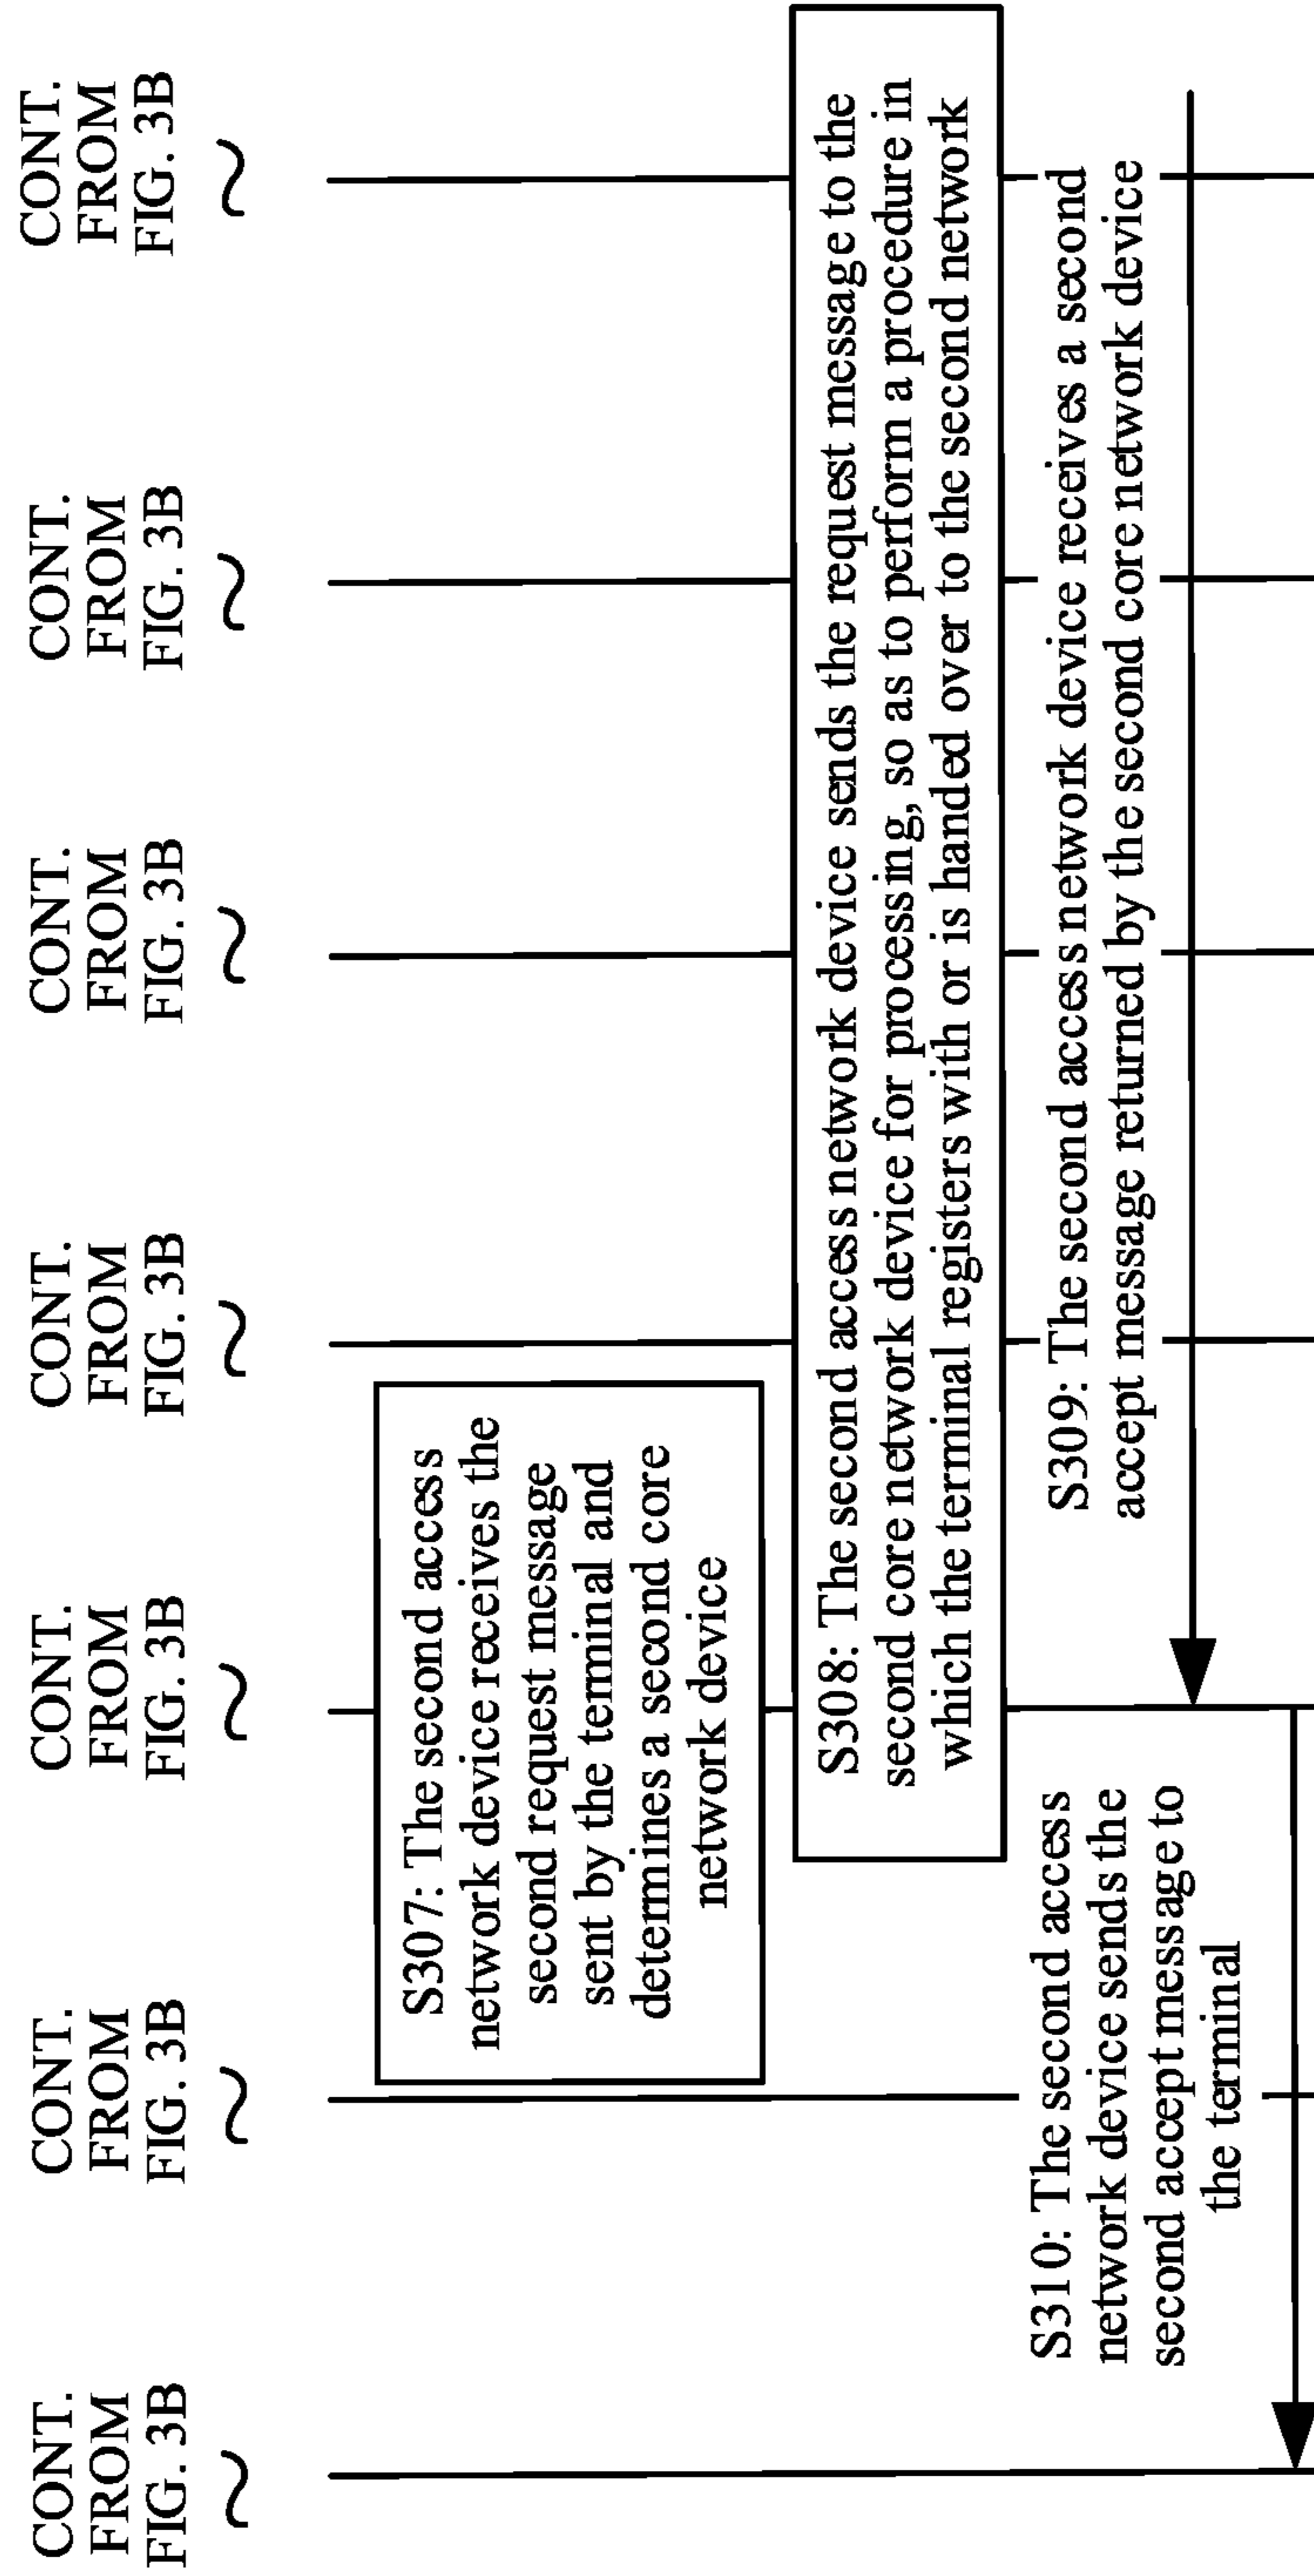 CONT.
FROM
FIG. 3B
CONT.
FROM
FIG. 3B
CONT.
FROM
FIG. 3B
CONT.
FROM
FIG. 3B
CONT.
FROM
FIG. 3B
CONT.
FROM
FIG. 3B
CONT.
FROM
FIG. 3B
S307: The second access
network device receives the
second request message
sent by the terminal and
determines a second core
network device
S308: The second access network device sends the request message to the
second core network device for processing, so as to perform a procedure in
which the terminal registers with or is handed over to the second network
S309: The second access network device receives a second
accept message returned by the second core network device
S310: The second access
network device sends the
second accept message to
the terminal